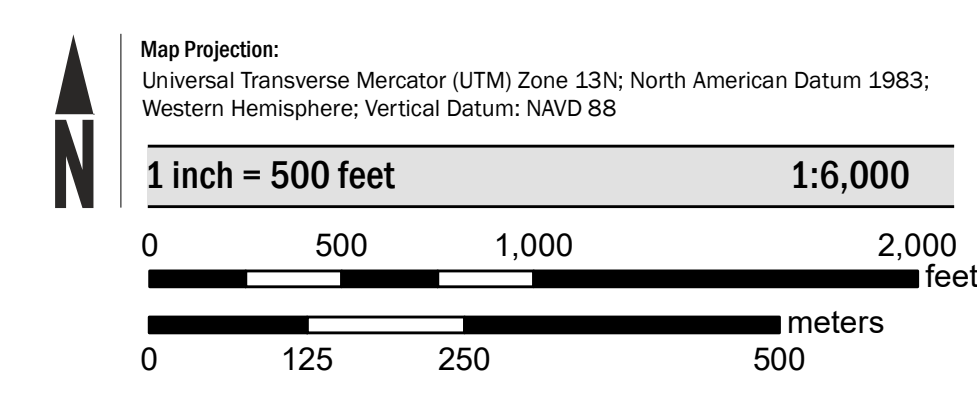 N
Map Projection:
Universal Transverse Mercator (UTM) Zone 13N; North American Datum 1983;
Western Hemisphere; Vertical Datum: NAVD 88
1 inch = 500 feet 1:6,000
0 500 1,000 2,000
feet
meters
0 125 250 500